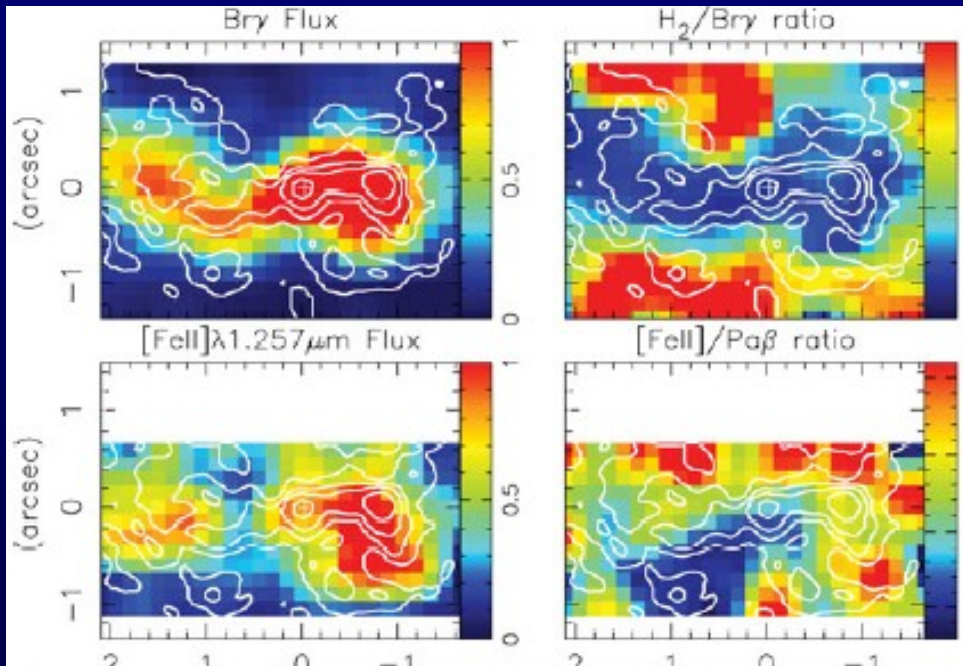 Brγ Flux
H₂/Brγ ratio
(arcsec)
1
0
−1
1
0.5
0
[FeII]λ1.257μm Flux
[FeII]/Paβ ratio
(arcsec)
1
0
−1
1
0.5
0
2 1 0 −1
2 1 0 −1